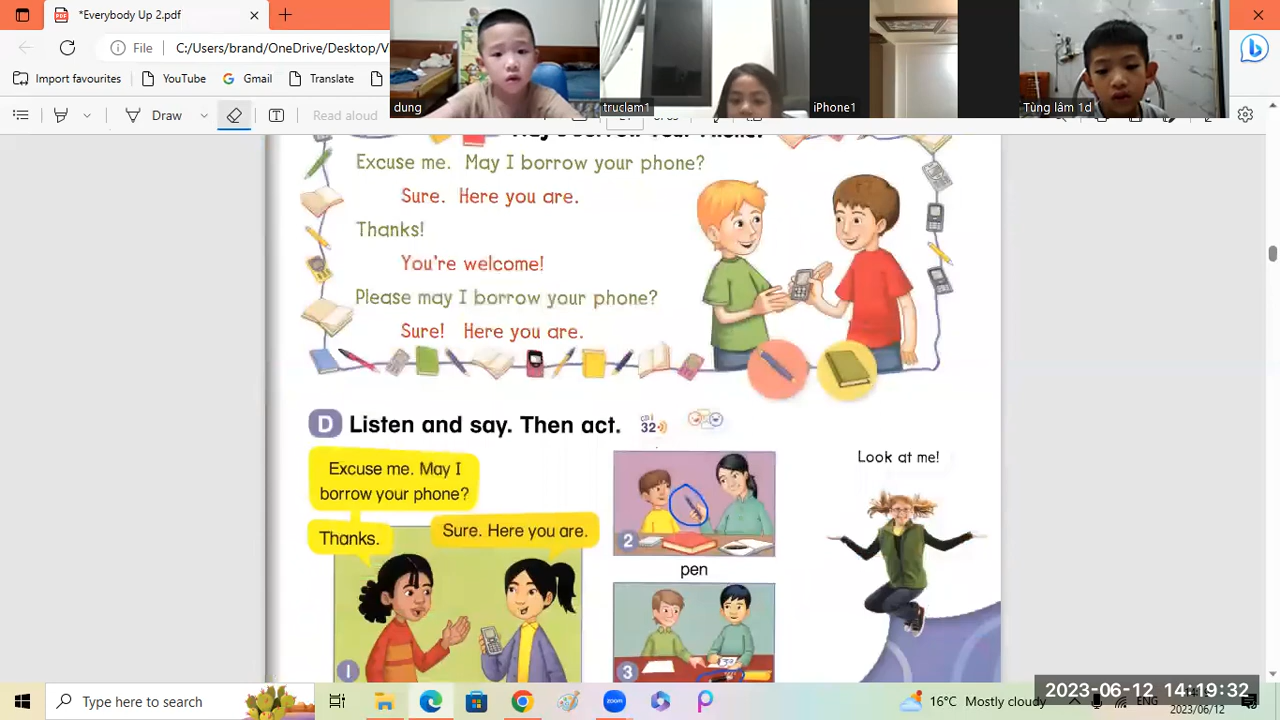 *Everybody Up 2.pdf
File
C:/Users/brand/OneDrive/Desktop/V
Import favourites
YouTube
Gmail
Translate
Draw
Read aloud
dung
truclam1
iPhone1
Tùng lâm 1d
Excuse me. May I borrow your phone?
Sure. Here you are.
Thanks!
You're welcome!
Please may I borrow your phone?
Sure! Here you are.
D Listen and say. Then act.
CD 1
32
Excuse me. May I
borrow your phone?
Thanks.
Sure. Here you are.
1
2
pen
3
Look at me!
Type here to search
zoom
16°C Mostly cloudy
ENG
2023-06-12 14:19:32
2023/06/12